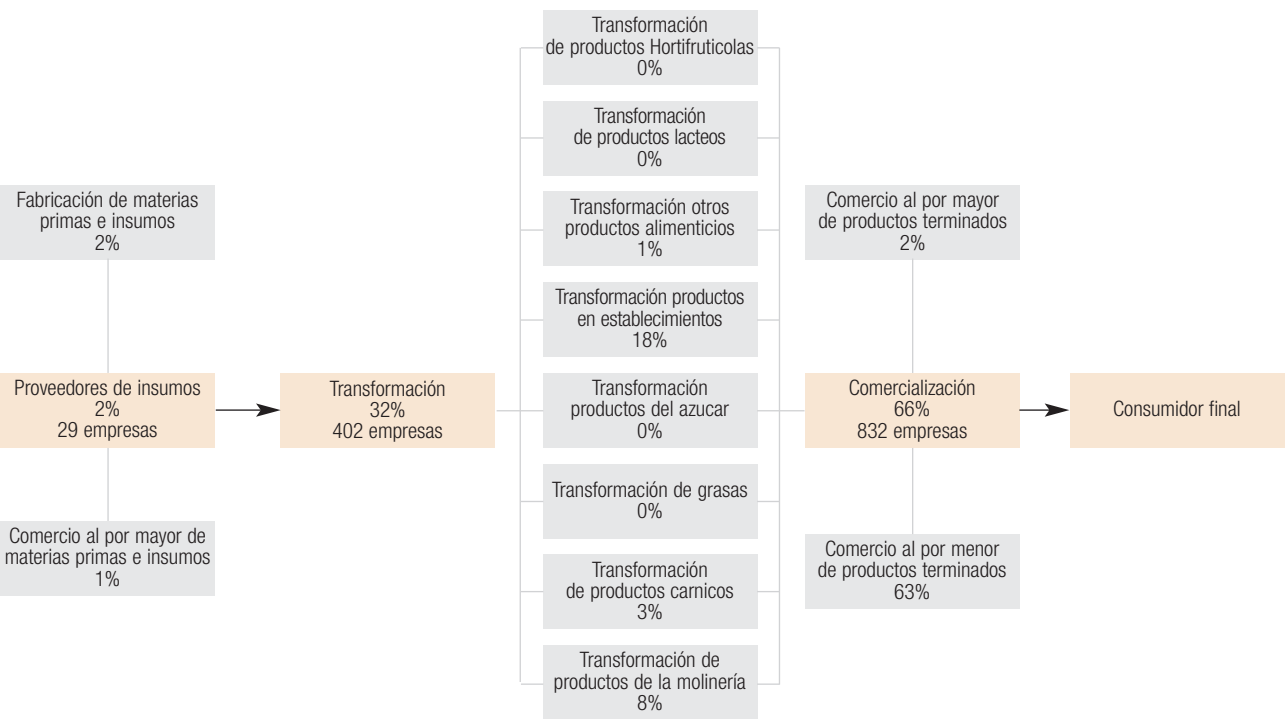 Fabricación de materias
primas e insumos
2%
Proveedores de insumos
2%
29 empresas
Comercio al por mayor de
materias primas e insumos
1%
Transformación
32%
402 empresas
Transformación
de productos Hortifruticolas
0%
Transformación
de productos lacteos
0%
Transformación otros
productos alimenticios
1%
Transformación productos
en establecimientos
18%
Transformación
productos del azucar
0%
Transformación de grasas
0%
Transformación
de productos carnicos
3%
Transformación de
productos de la molinería
8%
Comercio al por mayor
de productos terminados
2%
Comercialización
66%
832 empresas
Comercio al por menor
de productos terminados
63%
Consumidor final